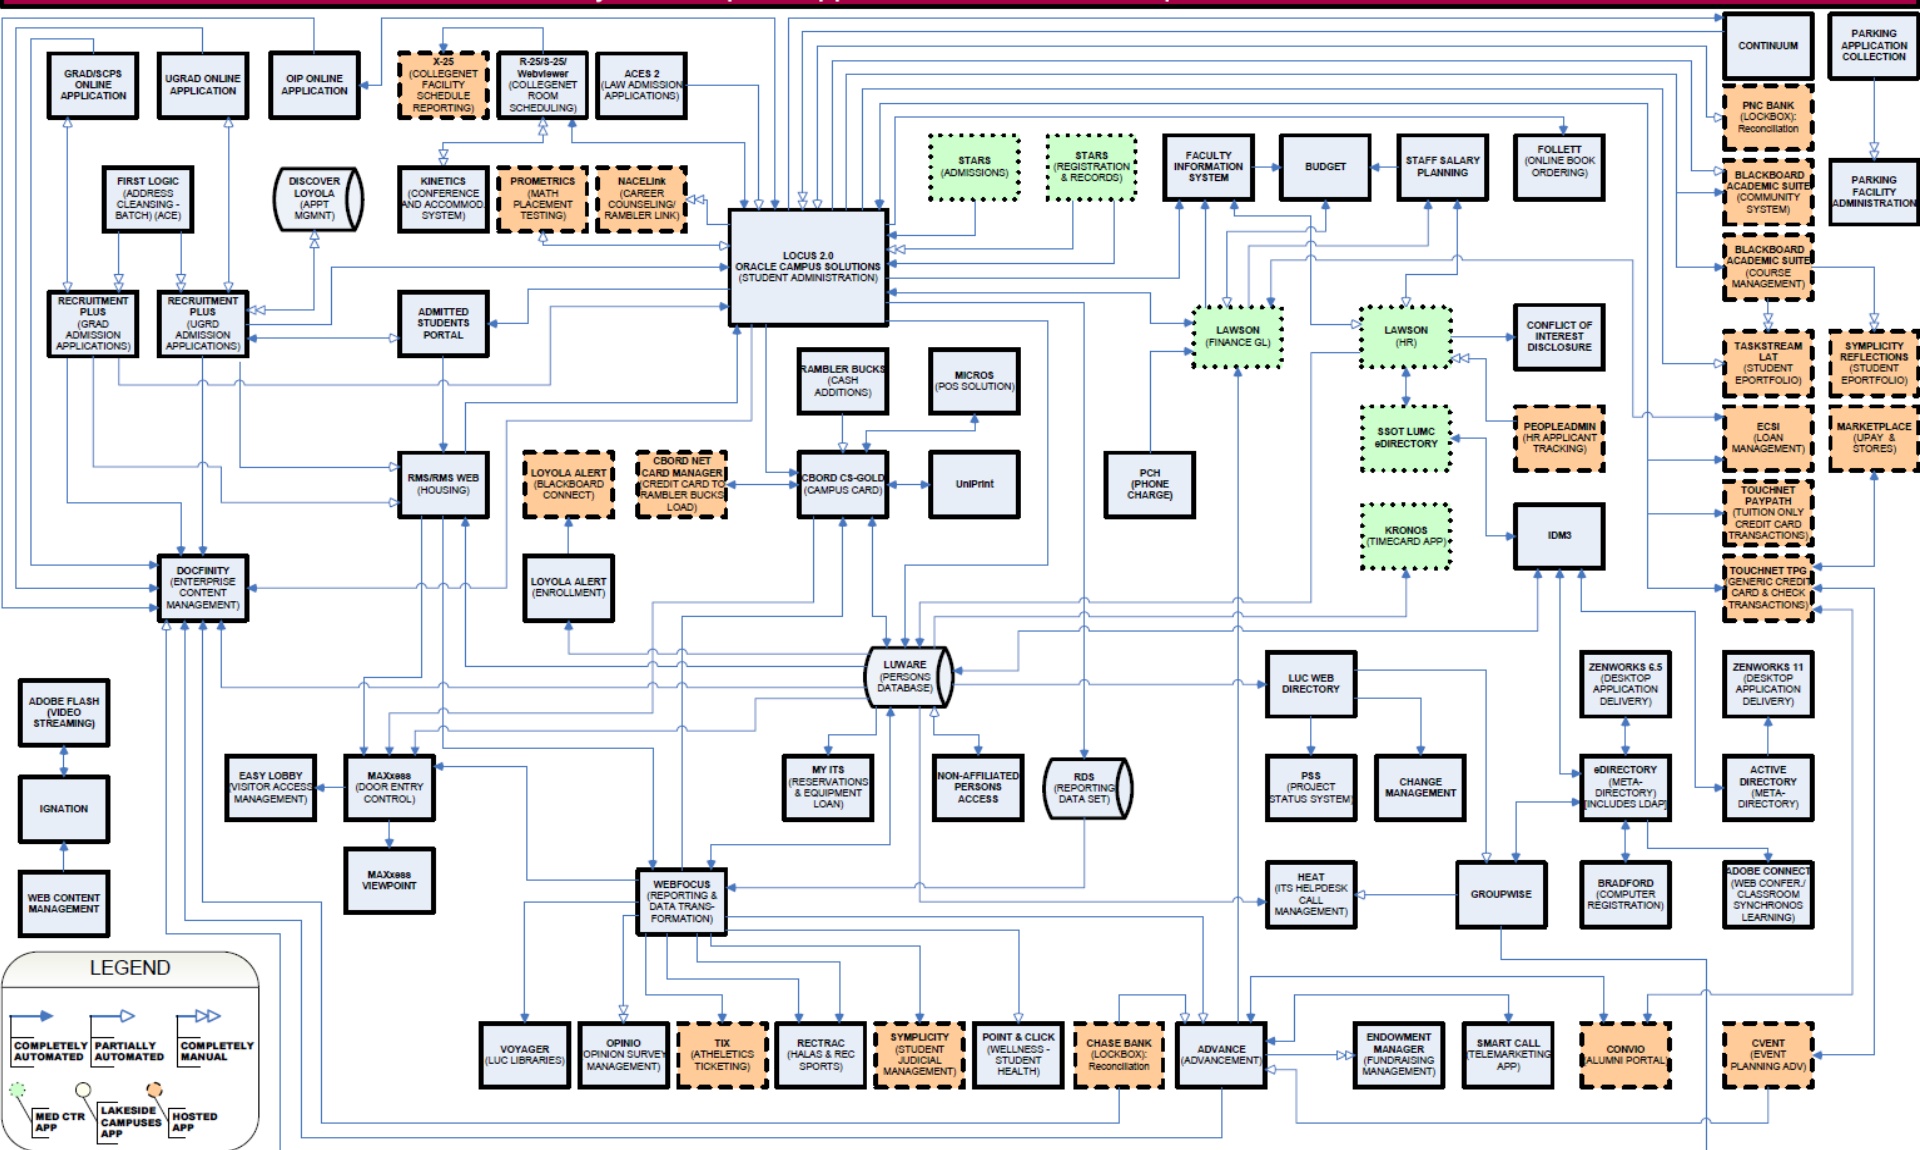 CONTINUUM
PARKING
APPLICATION
COLLECTION
GRAD/SCPS
ONLINE
APPLICATION
UGRAD ONLINE
APPLICATION
OIP ONLINE
APPLICATION
X-25
(COLLEGENET
FACILITY
SCHEDULE
REPORTING)
R-25/S-25/
Webviewer
(COLLEGENET
ROOM
SCHEDULING)
ACES 2
(LAW ADMISSION
APPLICATIONS)
PNC BANK
(LOCKBOX):
Reconciliation
STARS
(ADMISSIONS)
STARS
(REGISTRATION
& RECORDS)
FACULTY
INFORMATION
SYSTEM
BUDGET
STAFF SALARY
PLANNING
FOLLETT
(ONLINE BOOK
ORDERING)
BLACKBOARD
ACADEMIC SUITE
(COMMUNITY
SYSTEM)
PARKING
FACILITY
ADMINISTRATION
FIRST LOGIC
(ADDRESS
CLEANSING -
BATCH) (ACE)
DISCOVER
LOYOLA
(APPT
MGMNT)
KINETICS
(CONFERENCE
AND ACCOMMOD.
SYSTEM)
PROMETRICS
(MATH
PLACEMENT
TESTING)
NACELink
(CAREER
COUNSELING/
RAMBLER LINK)
LOCUS 2.0
ORACLE CAMPUS SOLUTIONS
(STUDENT ADMINISTRATION)
BLACKBOARD
ACADEMIC SUITE
(COURSE
MANAGEMENT)
RECRUITMENT
PLUS
(GRAD
ADMISSION
APPLICATIONS)
RECRUITMENT
PLUS
(UGRD
ADMISSION
APPLICATIONS)
ADMITTED
STUDENTS
PORTAL
LAWSON
(FINANCE GL)
LAWSON
(HR)
CONFLICT OF
INTEREST
DISCLOSURE
TASKSTREAM
LAT
(STUDENT
EPORTFOLIO)
SYMPLICITY
REFLECTIONS
(STUDENT
EPORTFOLIO)
RAMBLER BUCKS
(CASH
ADDITIONS)
MICROS
(POS SOLUTION)
SSOT LUMC
eDIRECTORY
PEOPLEADMIN
(HR APPLICANT
TRACKING)
ECSI
(LOAN
MANAGEMENT)
MARKETPLACE
(UPAY &
STORES)
RMS/RMS WEB
(HOUSING)
LOYOLA ALERT
(BLACKBOARD
CONNECT)
CBORD NET
CARD MANAGER
(CREDIT CARD TO
RAMBLER BUCKS
LOAD)
CBORD CS-GOLD
(CAMPUS CARD)
UniPrint
PCH
(PHONE
CHARGE)
KRONOS
(TIMECARD APP)
IDM3
TOUCHNET
PAYPATH
(TUITION ONLY
CREDIT CARD
TRANSACTIONS)
DOCFINITY
(ENTERPRISE
CONTENT
MANAGEMENT)
LOYOLA ALERT
(ENROLLMENT)
TOUCHNET TPG
(GENERIC CREDIT
CARD & CHECK
TRANSACTIONS)
LUWARE
(PERSONS
DATABASE)
LUC WEB
DIRECTORY
ZENWORKS 6.5
(DESKTOP
APPLICATION
DELIVERY)
ZENWORKS 11
(DESKTOP
APPLICATION
DELIVERY)
ADOBE FLASH
(VIDEO
STREAMING)
IGNATION
WEB CONTENT
MANAGEMENT
EASY LOBBY
(VISITOR ACCESS
MANAGEMENT)
MAXxess
(DOOR ENTRY
CONTROL)
MAXxess
VIEWPOINT
MY ITS
(RESERVATIONS
& EQUIPMENT
LOAN)
NON-AFFILIATED
PERSONS
ACCESS
RDS
(REPORTING
DATA SET)
PSS
(PROJECT
STATUS SYSTEM)
CHANGE
MANAGEMENT
eDIRECTORY
(META-
DIRECTORY)
[INCLUDES LDAP]
ACTIVE
DIRECTORY
(META-
DIRECTORY)
WEBFOCUS
(REPORTING &
DATA TRANS-
FORMATION)
HEAT
(ITS HELPDESK
CALL
MANAGEMENT)
GROUPWISE
BRADFORD
(COMPUTER
REGISTRATION)
ADOBE CONNECT
(WEB CONFER./
CLASSROOM
SYNCHRONOS
LEARNING)
VOYAGER
(LUC LIBRARIES)
OPINIO
OPINION SURVEY
MANAGEMENT)
TIX
(ATHELETICS
TICKETING)
RECTRAC
(HALAS & REC
SPORTS)
SYMPLICITY
(STUDENT
JUDICIAL
MANAGEMENT)
POINT & CLICK
(WELLNESS -
STUDENT
HEALTH)
CHASE BANK
(LOCKBOX):
Reconciliation
ADVANCE
(ADVANCEMENT)
ENDOWMENT
MANAGER
(FUNDRAISING
MANAGEMENT)
SMART CALL
(TELEMARKETING
APP)
CONVIO
(ALUMNI PORTAL)
CVENT
(EVENT
PLANNING ADV)
LEGEND
COMPLETELY
AUTOMATED
PARTIALLY
AUTOMATED
COMPLETELY
MANUAL
MED CTR
APP
LAKESIDE
CAMPUSES
APP
HOSTED
APP